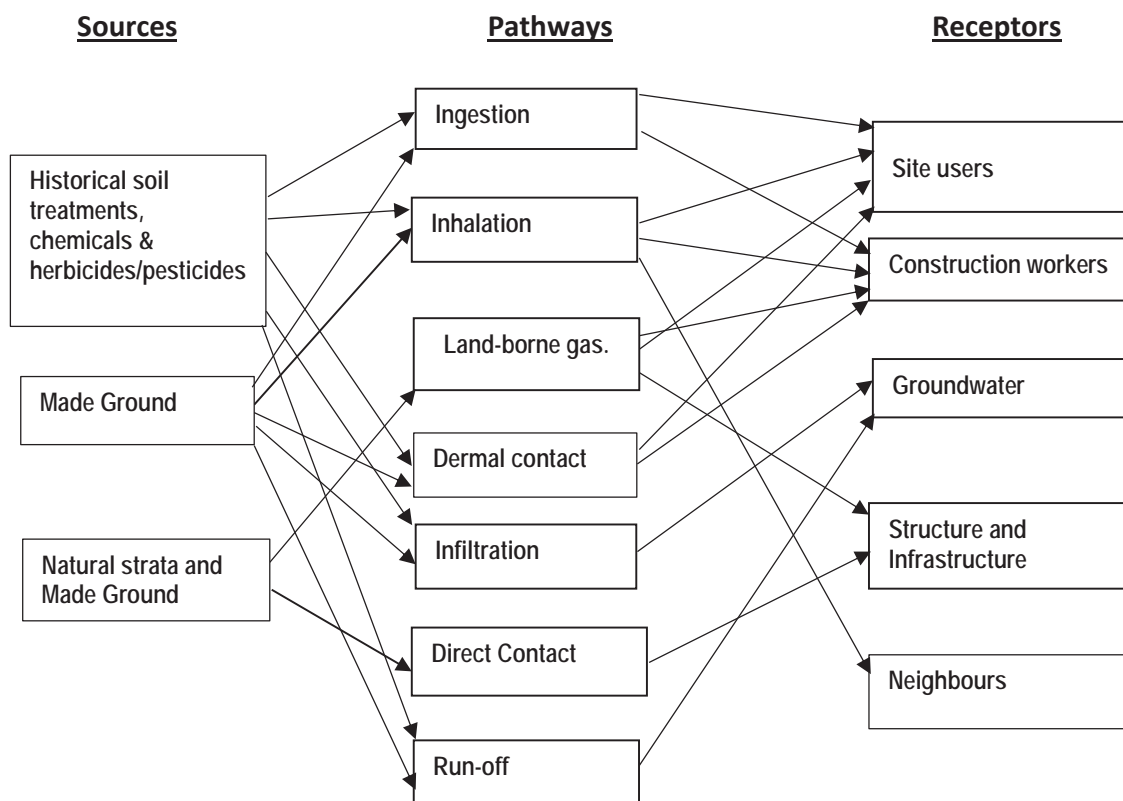 Sources
Pathways
Receptors
Historical soil
treatments,
chemicals &
herbicides/pesticides
Made Ground
Natural strata and
Made Ground
Ingestion
Inhalation
Land-borne gas.
Dermal contact
Infiltration
Direct Contact
Run-off
Site users
Construction workers
Groundwater
Structure and
Infrastructure
Neighbours